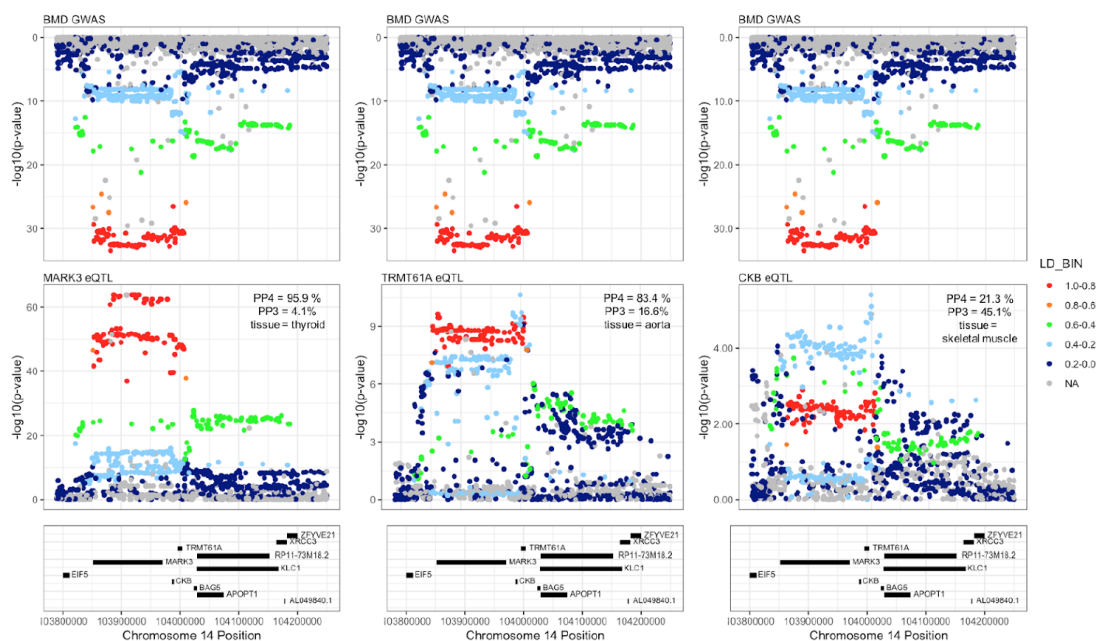 BMD GWAS
BMD GWAS
BMD GWAS
0
10
20
30
-log10(p-value)
0
10
20
30
-log10(p-value)
0.0
10.0
20.0
30.0
-log10(p-value)
MARK3 eQTL
TRMT61A eQTL
CKB eQTL
PP4 = 95.9 %
PP3 = 4.1%
tissue = thyroid
PP4 = 83.4 %
PP3 = 16.6%
tissue = aorta
PP4 = 21.3 %
PP3 = 45.1%
tissue =
skeletal muscle
60
40
20
0
-log10(p-value)
9
6
3
0
-log10(p-value)
4.00
2.00
0.00
-log10(p-value)
LD_BIN
1.0-0.8
0.8-0.6
0.6-0.4
0.4-0.2
0.2-0.0
NA
ZFYVE21
XRCC3
TRMT61A
RP11-73M18.2
MARK3
KLC1
EIF5
CKB
BAG5
APOPT1
AL049840.1
ZFYVE21
XRCC3
TRMT61A
RP11-73M18.2
MARK3
KLC1
EIF5
CKB
BAG5
APOPT1
AL049840.1
ZFYVE21
XRCC3
TRMT61A
RP11-73M18.2
MARK3
KLC1
EIF5
CKB
BAG5
APOPT1
AL049840.1
103800000 103900000 104000000 104100000 104200000
103800000 103900000 104000000 104100000 104200000
103800000 103900000 104000000 104100000 104200000
Chromosome 14 Position
Chromosome 14 Position
Chromosome 14 Position